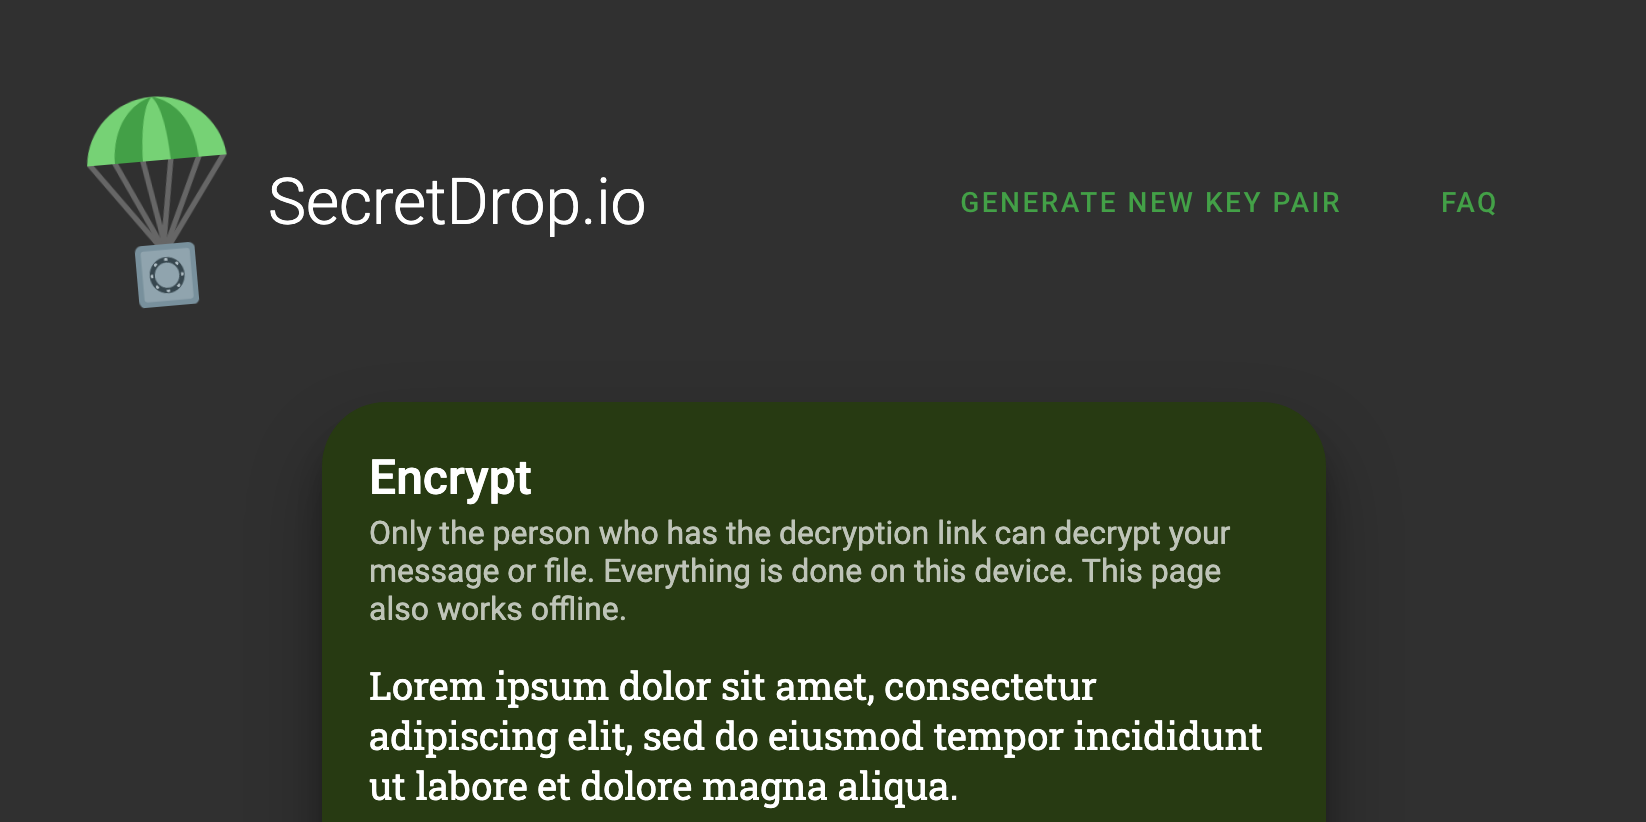 SecretDrop.io
GENERATE NEW KEY PAIR
FAQ
Encrypt
Only the person who has the decryption link can decrypt your
message or file. Everything is done on this device. This page
also works offline.
Lorem ipsum dolor sit amet, consectetur
adipiscing elit, sed do eiusmod tempor incididunt
ut labore et dolore magna aliqua.